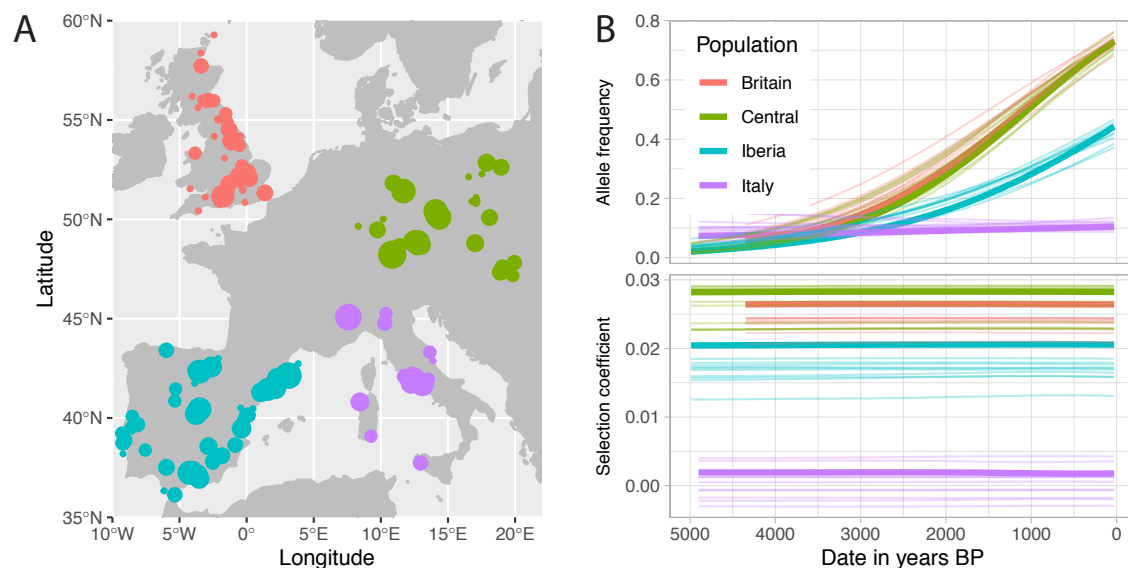 A
60°N
55°N
50°N
45°N
40°N
35°N
Latitude
10°W 5°W 0° 5°E 10°E 15°E 20°E
Longitude
B
0.8
0.6
0.4
0.2
0.0
Allele frequency
Population
Britain
Central
Iberia
Italy
0.03
0.02
0.01
0.00
Selection coefficient
5000 4000 3000 2000 1000 0
Date in years BP